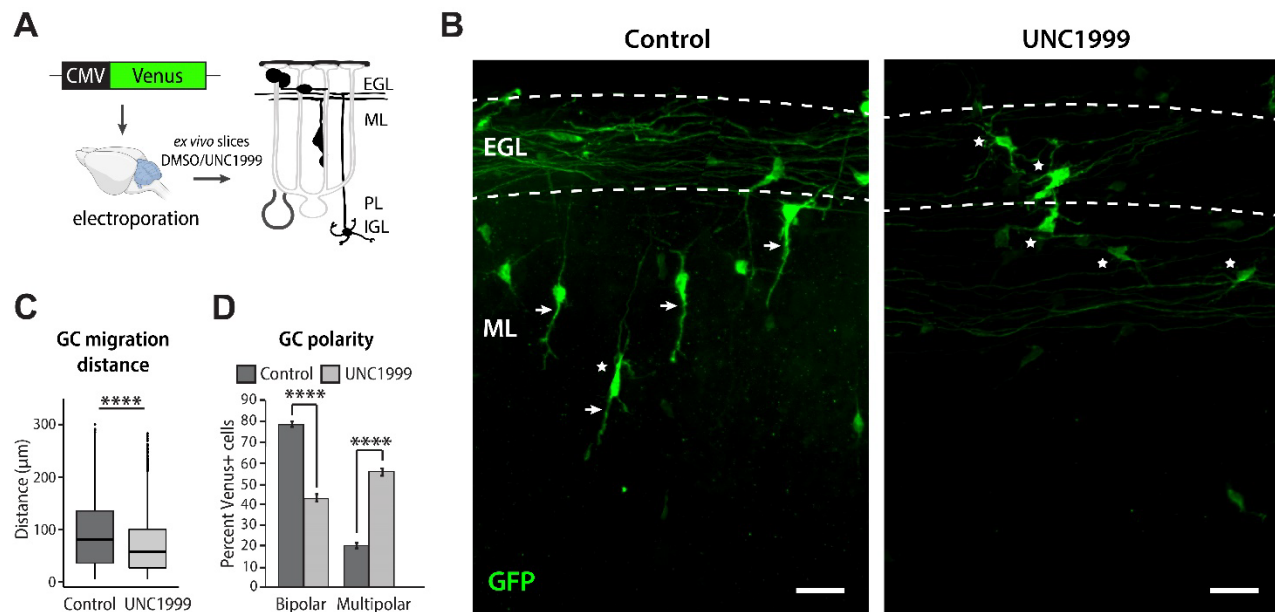 A
CMV Venus
ex vivo slices
DMSO/UNC1999
electroporation
EGL
ML
PL
IGL
B
Control
UNC1999
EGL
ML
GFP
C
GC migration
distance
****
Distance (µm)
300
200
100
0
Control UNC1999
D
GC polarity
Control UNC1999
****
****
Percent Venus+ cells
90
80
70
60
50
40
30
20
10
0
Bipolar Multipolar